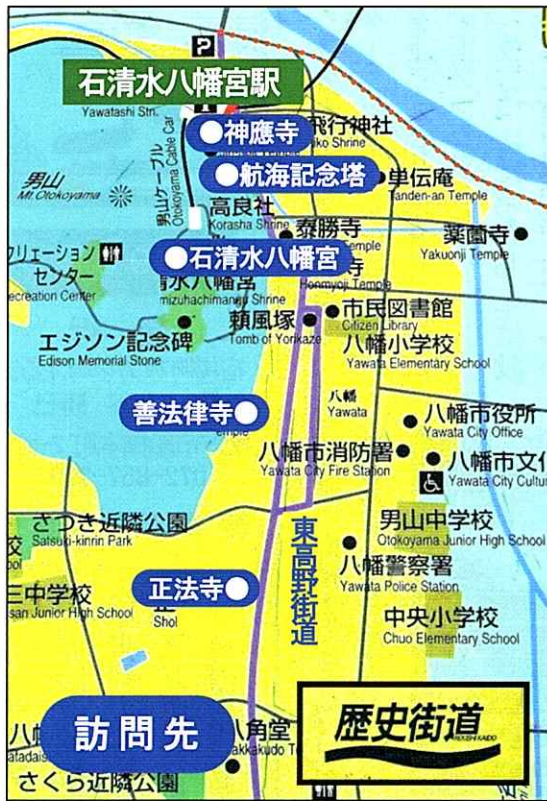 P
石清水八幡宮駅
Yawatashi Stn.
神應寺
飛行神社
iko Shrine
航海記念塔
単伝庵
Tanden-an Temple
男山
Mt. Otokoyama
男山ケーブル
Otokoyama Cable Car
高良社
Korasha Shrine
泰勝寺
Temple
薬園寺
Yakuonji Temple
クリエーション
センター
ecreation Center
石清水八幡宮
清水八幡宮
mizuhachimangu Shrine
寺
Honmyoji Temple
エジソン記念碑
Edison Memorial Stone
頼風塚
Tomb of Yorikaze
市民図書館
Citizen Library
八幡小学校
Yawata Elementary School
善法律寺
emple
八幡
Yawata
八幡市役所
Yawata City Office
八幡市消防署
Yawata City Fire Station
八幡市文化
Yawata City Cultur
さつき近隣公園
Satsuki-kinrin Park
男山中学校
Otokoyama Junior High School
東高野街道
八幡警察署
Yawata Police Station
三中学校
san Junior High School
正法寺
Shol
中央小学校
Chuo Elementary School
訪問先
八角堂
akkakudo Te
atadais
さくら近隣公園
歴史街道
REKISHI KAIDO